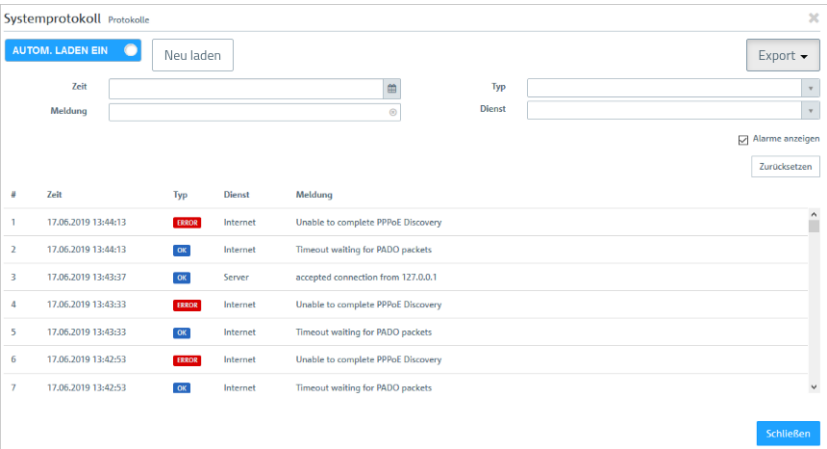 Systemprotokoll Protokolle
AUTOM. LADEN EIN
Neu laden
Export
Zeit
Typ
Meldung
Dienst
Alarme anzeigen
Zurücksetzen
# Zeit Typ Dienst Meldung
1 17.06.2019 13:44:13 ERROR Internet Unable to complete PPPoE Discovery
2 17.06.2019 13:44:13 OK Internet Timeout waiting for PADO packets
3 17.06.2019 13:43:37 OK Server accepted connection from 127.0.0.1
4 17.06.2019 13:43:33 ERROR Internet Unable to complete PPPoE Discovery
5 17.06.2019 13:43:33 OK Internet Timeout waiting for PADO packets
6 17.06.2019 13:42:53 ERROR Internet Unable to complete PPPoE Discovery
7 17.06.2019 13:42:53 OK Internet Timeout waiting for PADO packets
Schließen